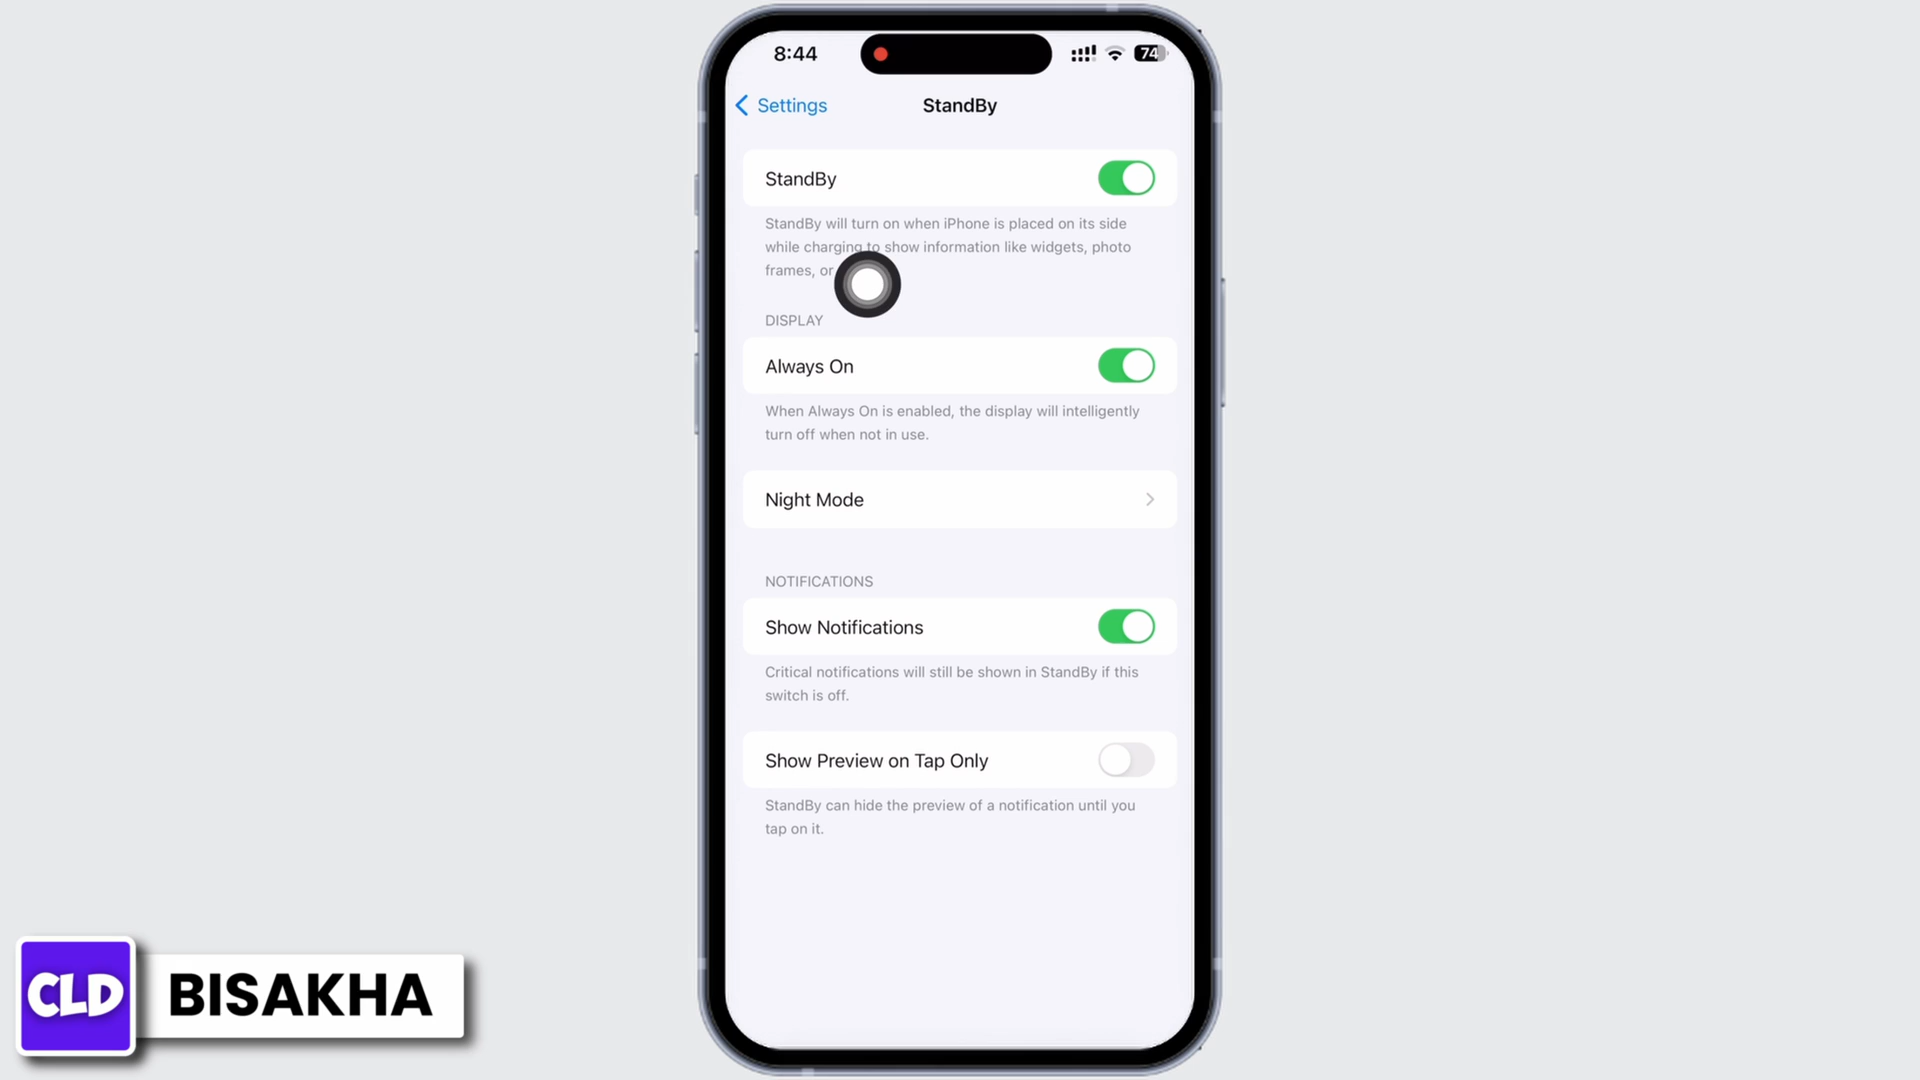 8:44
74
Settings
StandBy
StandBy
StandBy will turn on when iPhone is placed on its side
while charging to show information like widgets, photo
frames, or
DISPLAY
Always On
When Always On is enabled, the display will intelligently
turn off when not in use.
Night Mode
NOTIFICATIONS
Show Notifications
Critical notifications will still be shown in StandBy if this
switch is off.
Show Preview on Tap Only
StandBy can hide the preview of a notification until you
tap on it.
CLD
BISAKHA